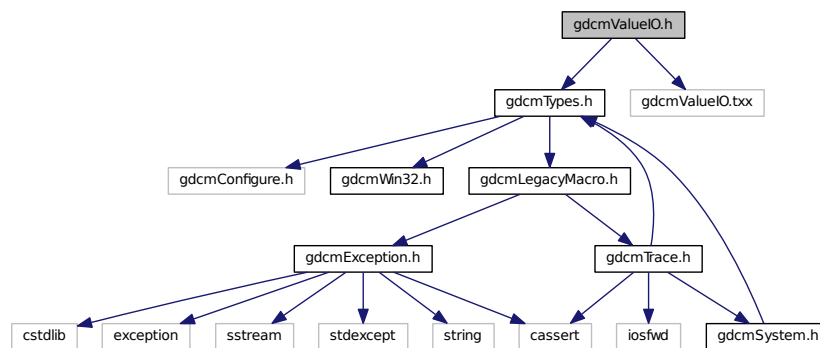 gdcmValueIO.h
gdcmTypes.h
gdcmValueIO.txx
gdcmConfigure.h
gdcmWin32.h
gdcmLegacyMacro.h
gdcmException.h
gdcmTrace.h
cstdlib
exception
sstream
stdexcept
string
cassert
iosfwd
gdcmSystem.h